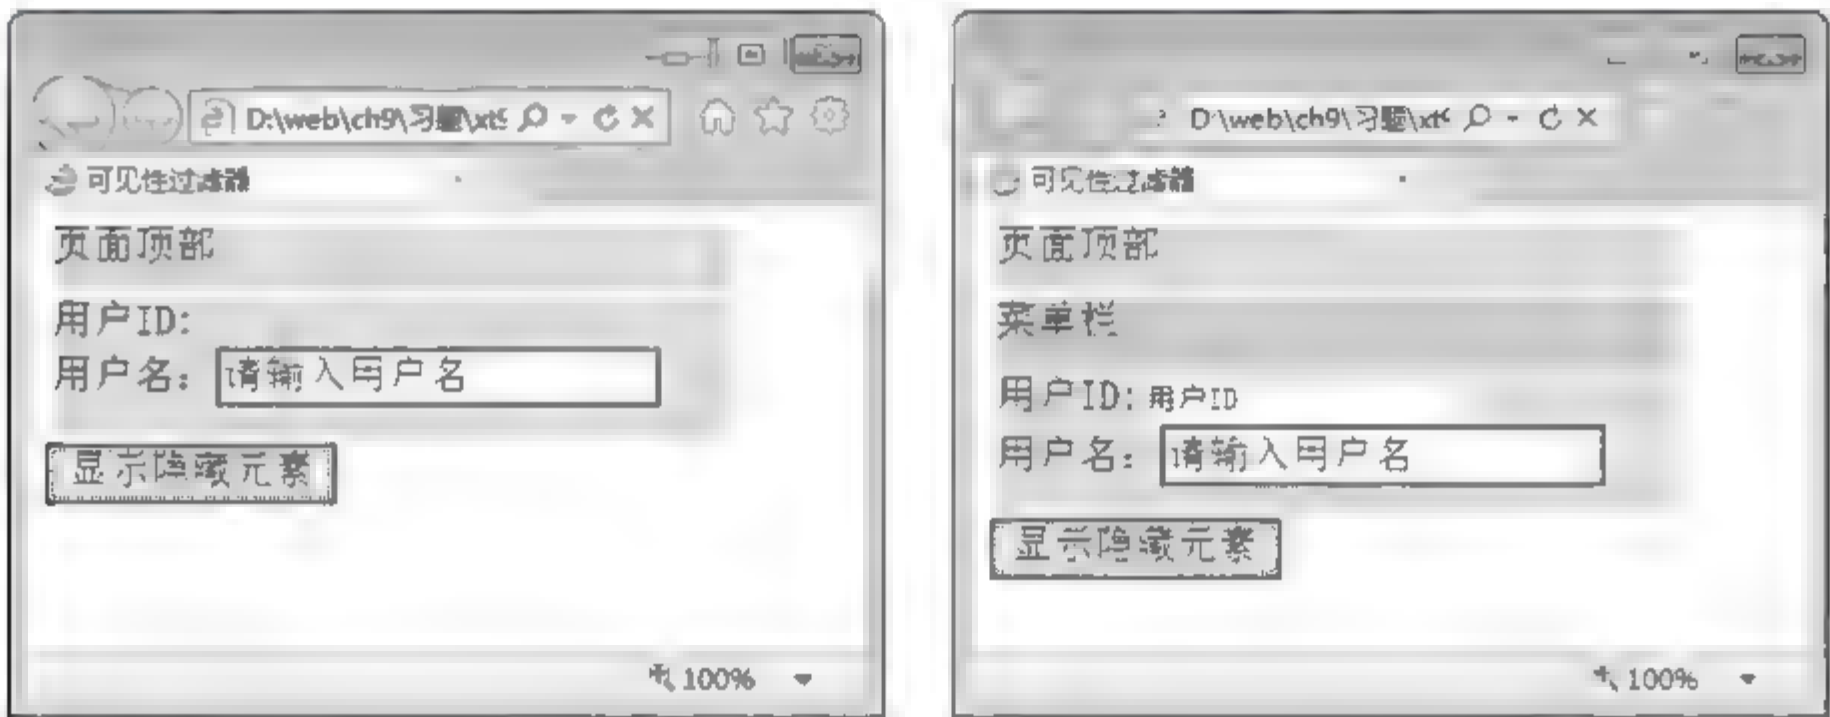 D:\web\ch9\习题\xt9
可见性过滤器
页面顶部
用户ID:
用户名: 请输入用户名
显示隐藏元素
100%
D:\web\ch9\习题\xt9
可见性过滤器
页面顶部
菜单栏
用户ID: 用户ID
用户名: 请输入用户名
显示隐藏元素
100%